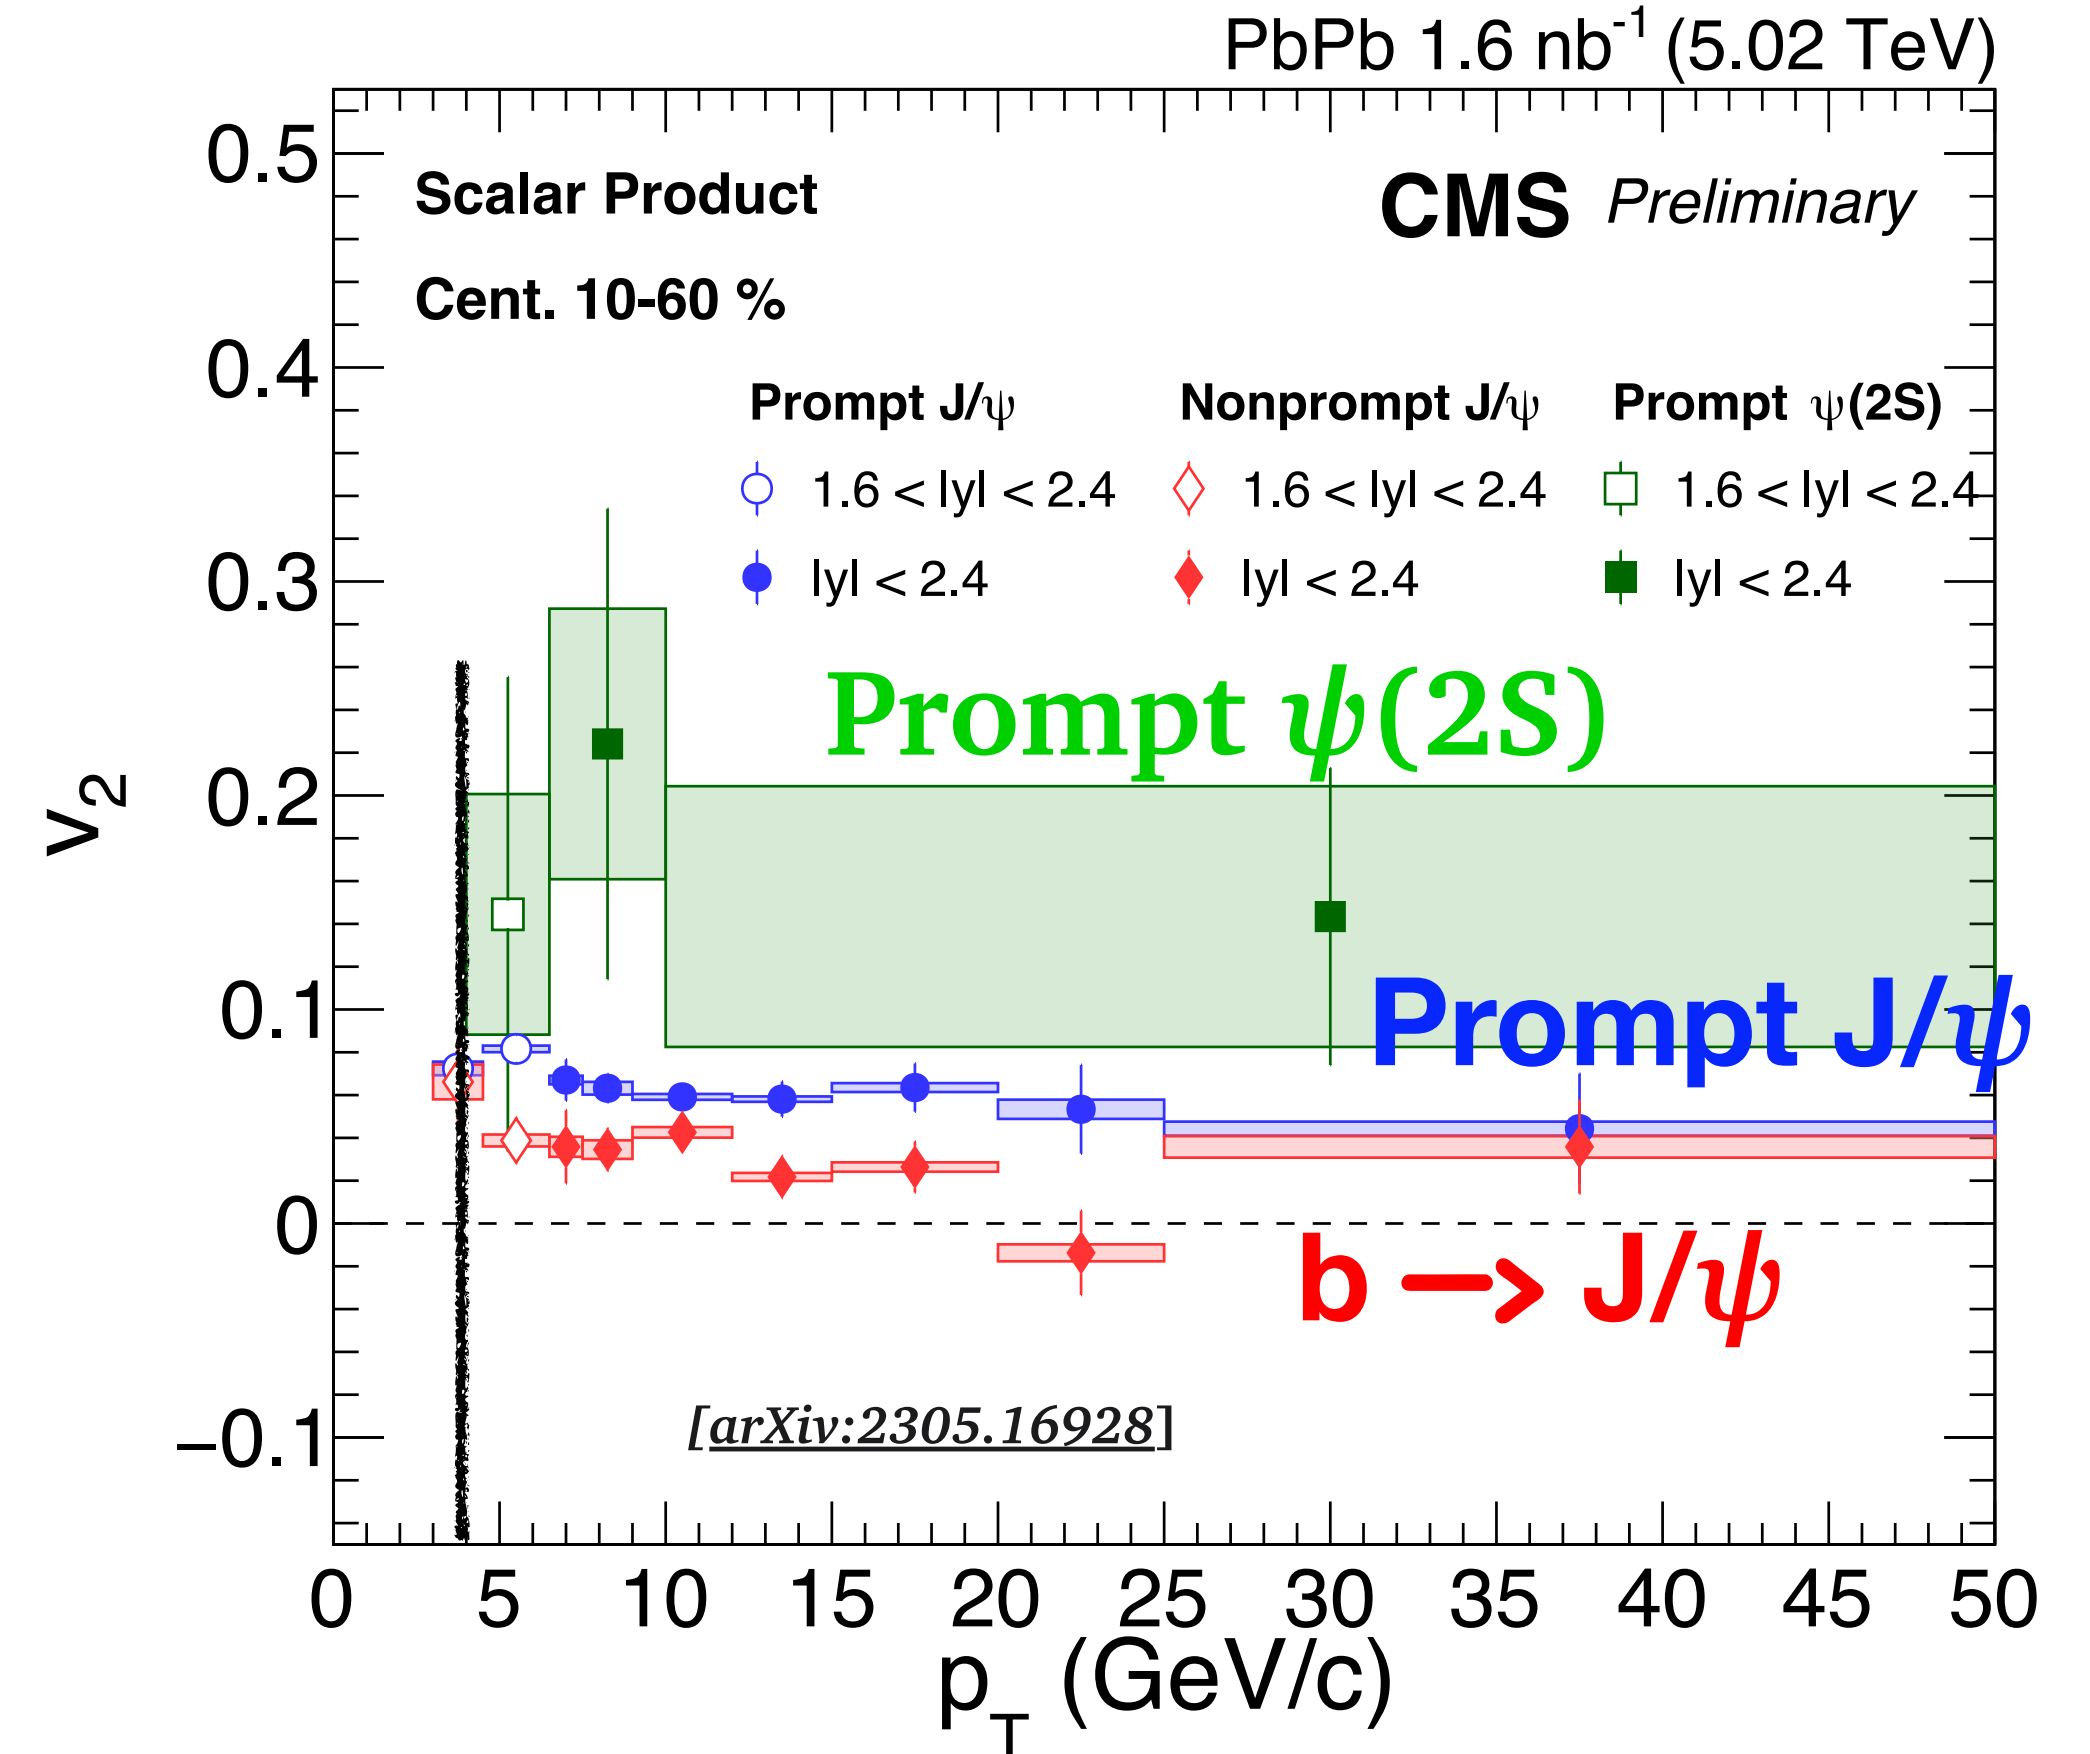 PbPb 1.6 nb⁻¹ (5.02 TeV)
0.5
Scalar Product
CMS Preliminary
Cent. 10-60 %
0.4
Prompt J/ψ Nonprompt J/ψ Prompt ψ(2S)
1.6 < |y| < 2.4 1.6 < |y| < 2.4 1.6 < |y| < 2.4
0.3
|y| < 2.4 |y| < 2.4 |y| < 2.4
Prompt ψ(2S)
v₂
0.2
0.1
Prompt J/ψ
0
b → J/ψ
−0.1
[arXiv:2305.16928]
0 5 10 15 20 25 30 35 40 45 50
p_T (GeV/c)